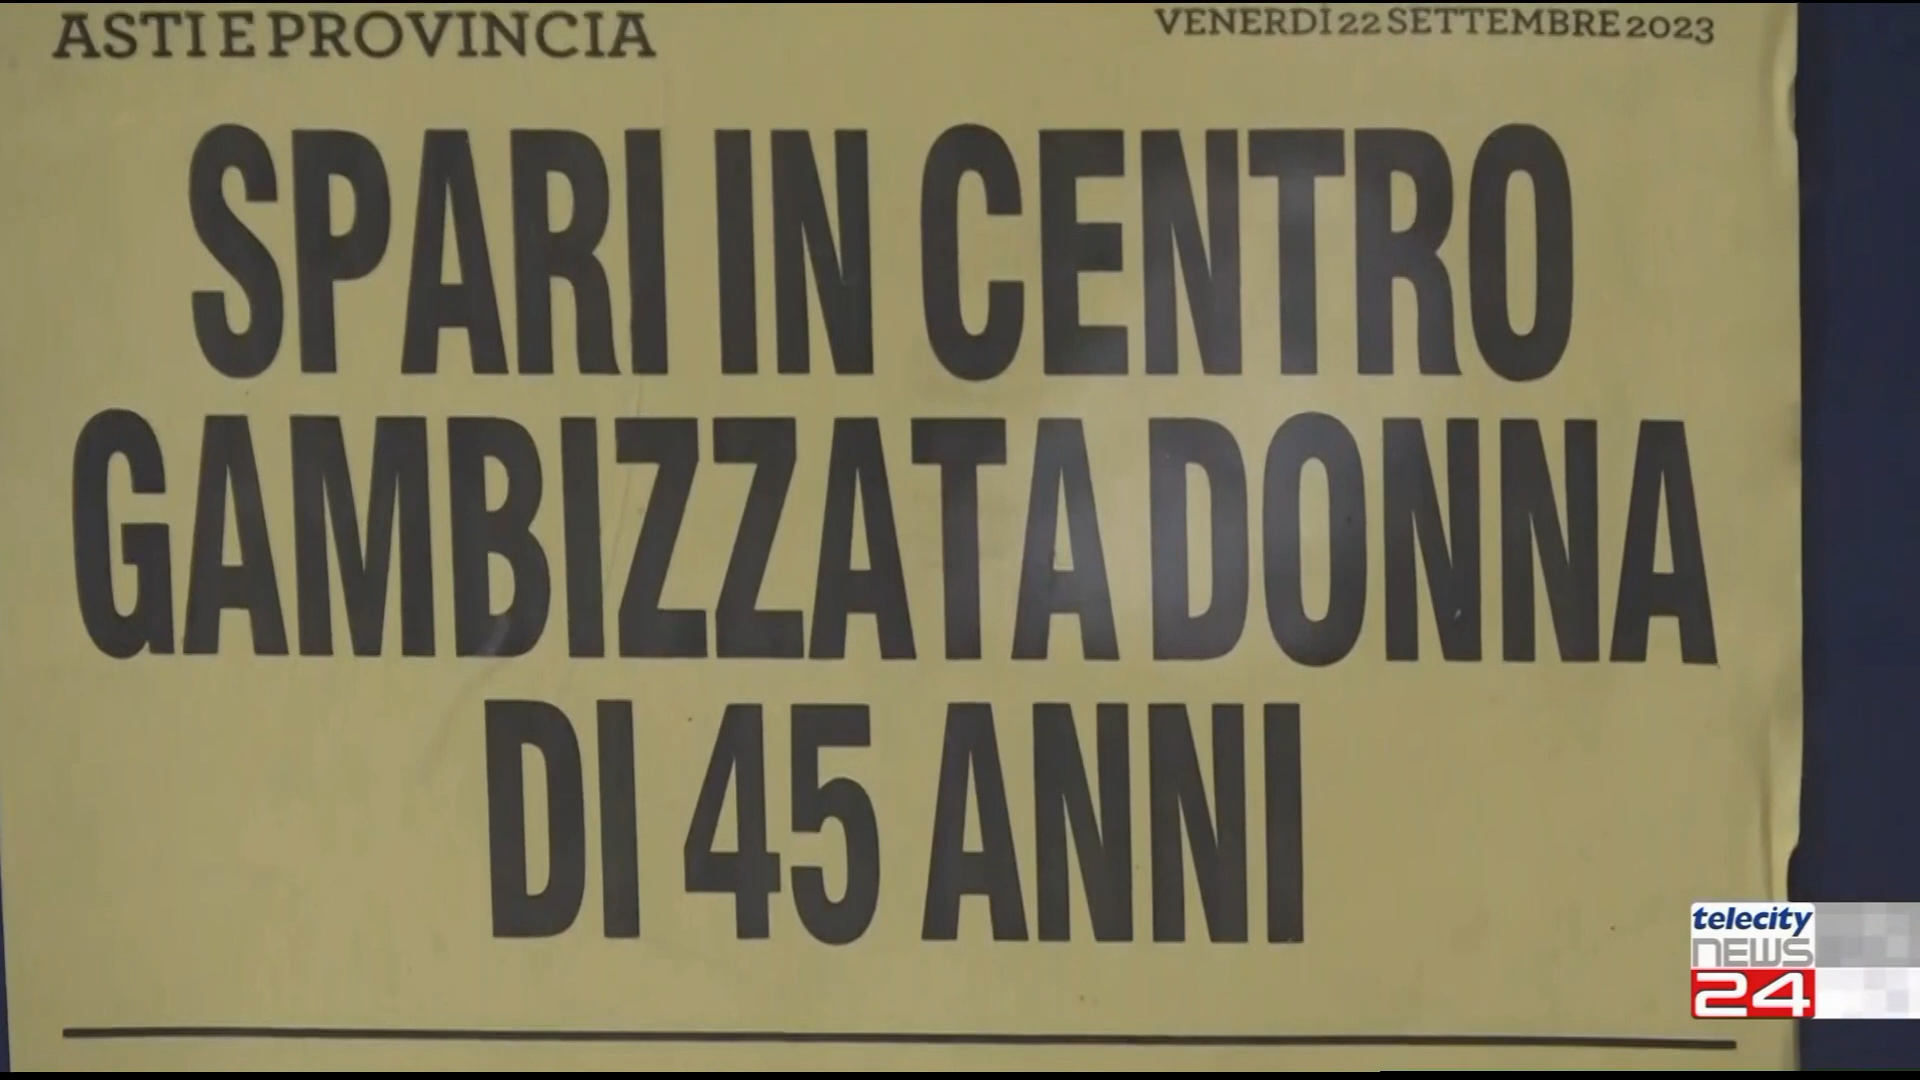 ASTI E PROVINCIA
VENERDÌ 22 SETTEMBRE 2023
SPARI IN CENTRO
GAMBIZZATA DONNA
DI 45 ANNI
telecity
NEWS
24